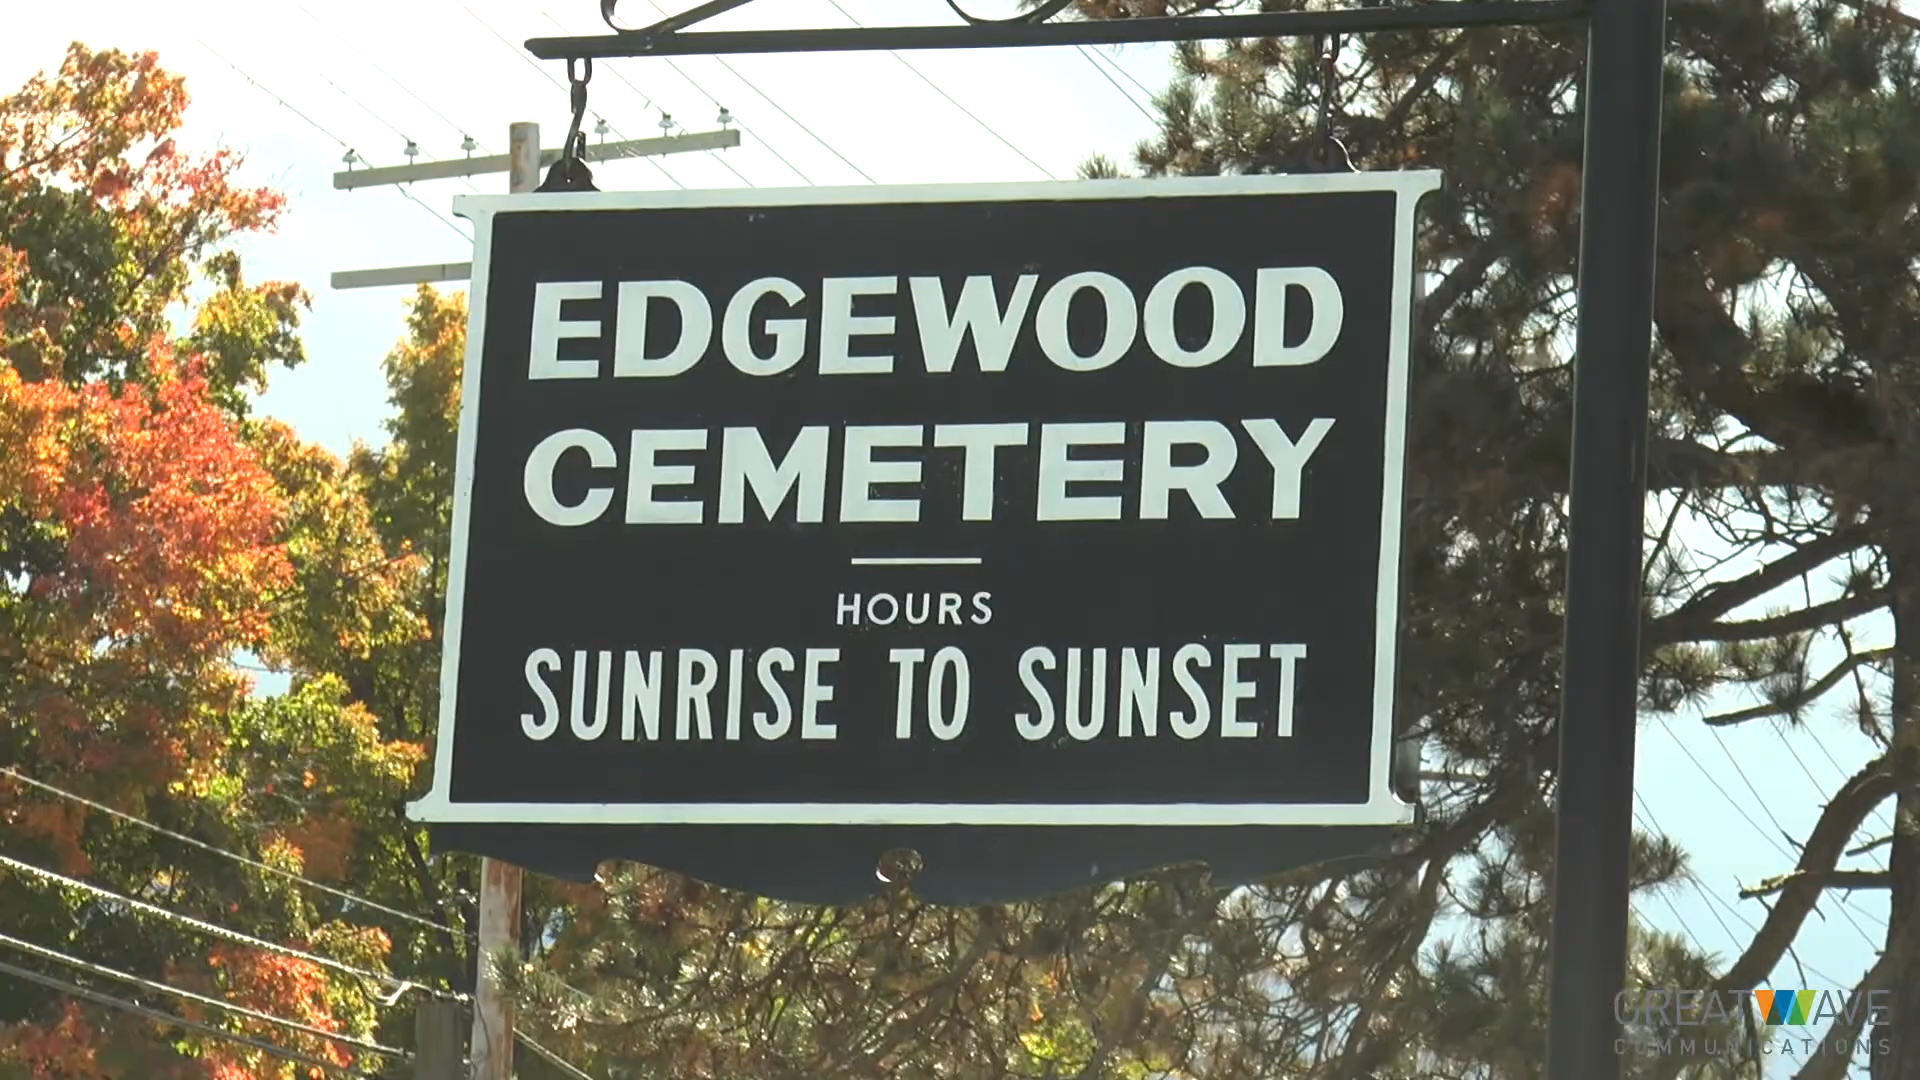 EDGEWOOD
CEMETERY
HOURS
SUNRISE TO SUNSET
GREATWAVE
COMMUNICATIONS